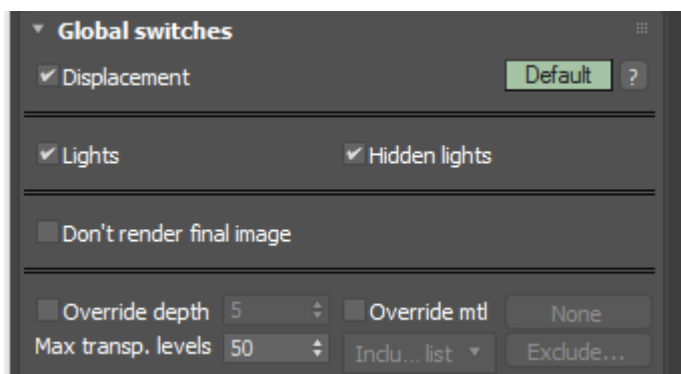 Global switches
Displacement Default ?
Lights Hidden lights
Don't render final image
Override depth 5 Override mtl None
Max transp. levels 50 Inclu... list Exclude...